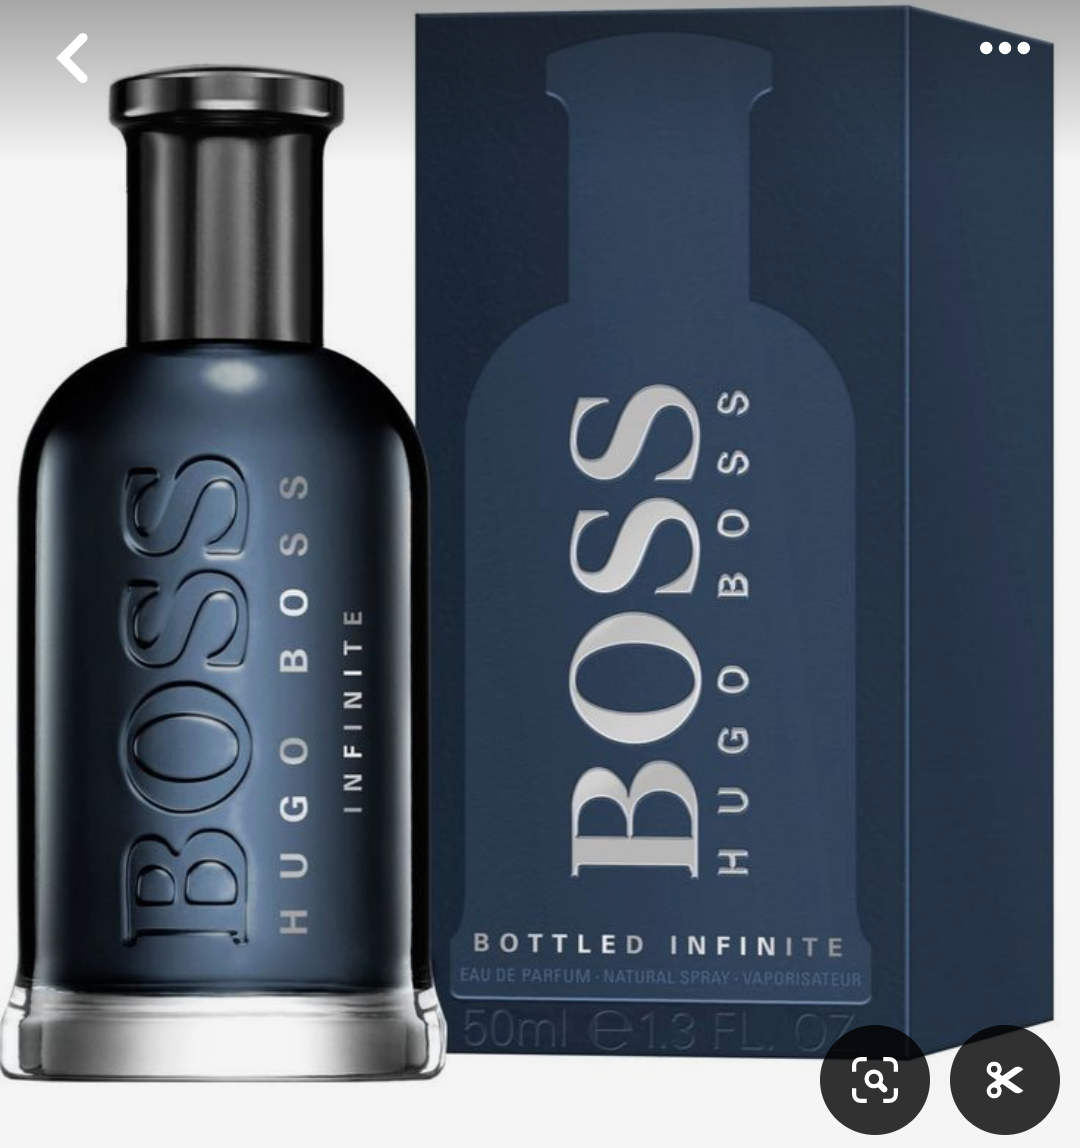 BOSS
HUGO BOSS
INFINITE
BOSS
HUGO BOSS
BOTTLED INFINITE
EAU DE PARFUM · NATURAL SPRAY · VAPORISATEUR
50ml ℮ 1.3 FL. OZ